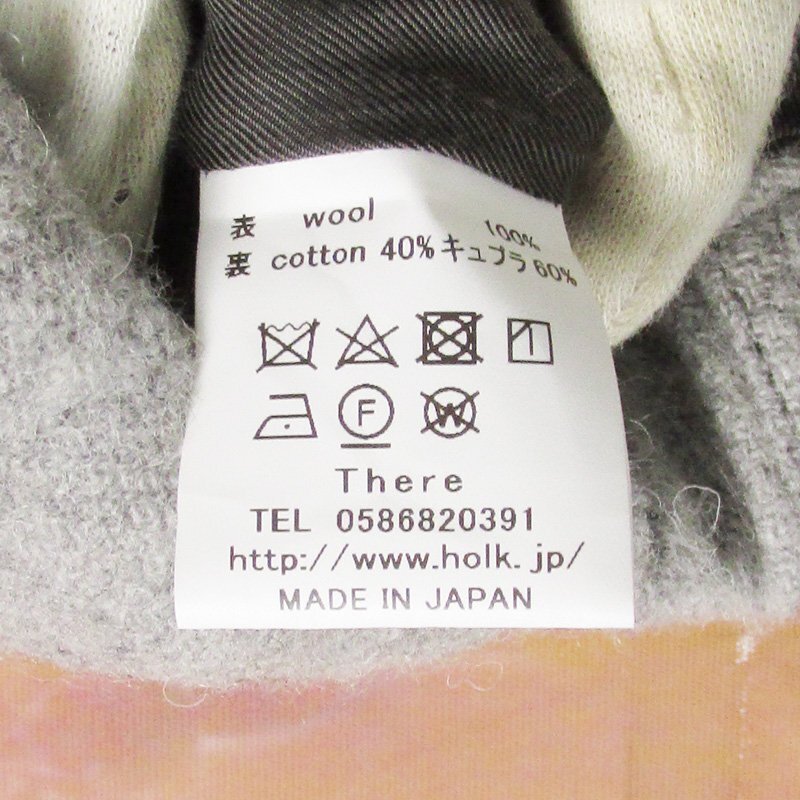 表 wool 100%
裏 cotton 40% キュプラ 60%
F
W
There
TEL 0586820391
http://www.holk.jp/
MADE IN JAPAN